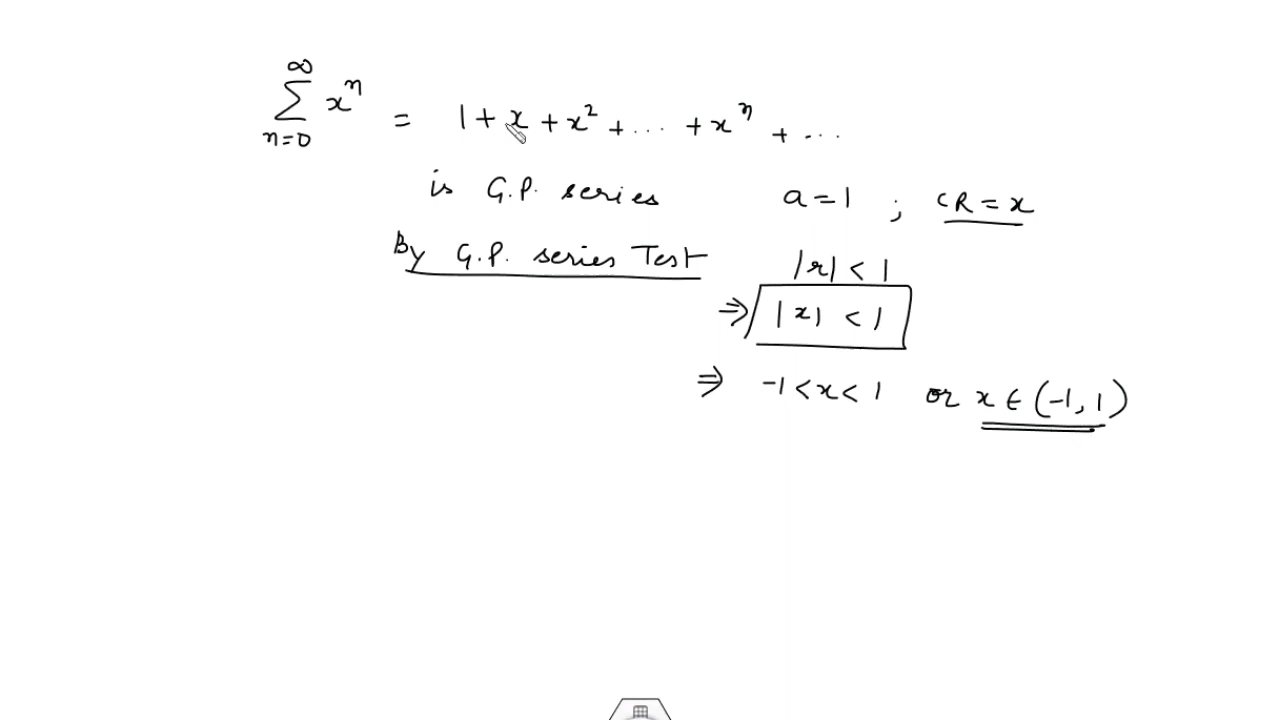 ∑_{n=0}^{∞} x^n = 1 + x + x^2 + ... + x^n + ...
is G.P. series a = 1 ; CR = x
By G.P. series Test |r| < 1
⇒ |x| < 1
⇒ -1 < x < 1 or x ∈ (-1, 1)